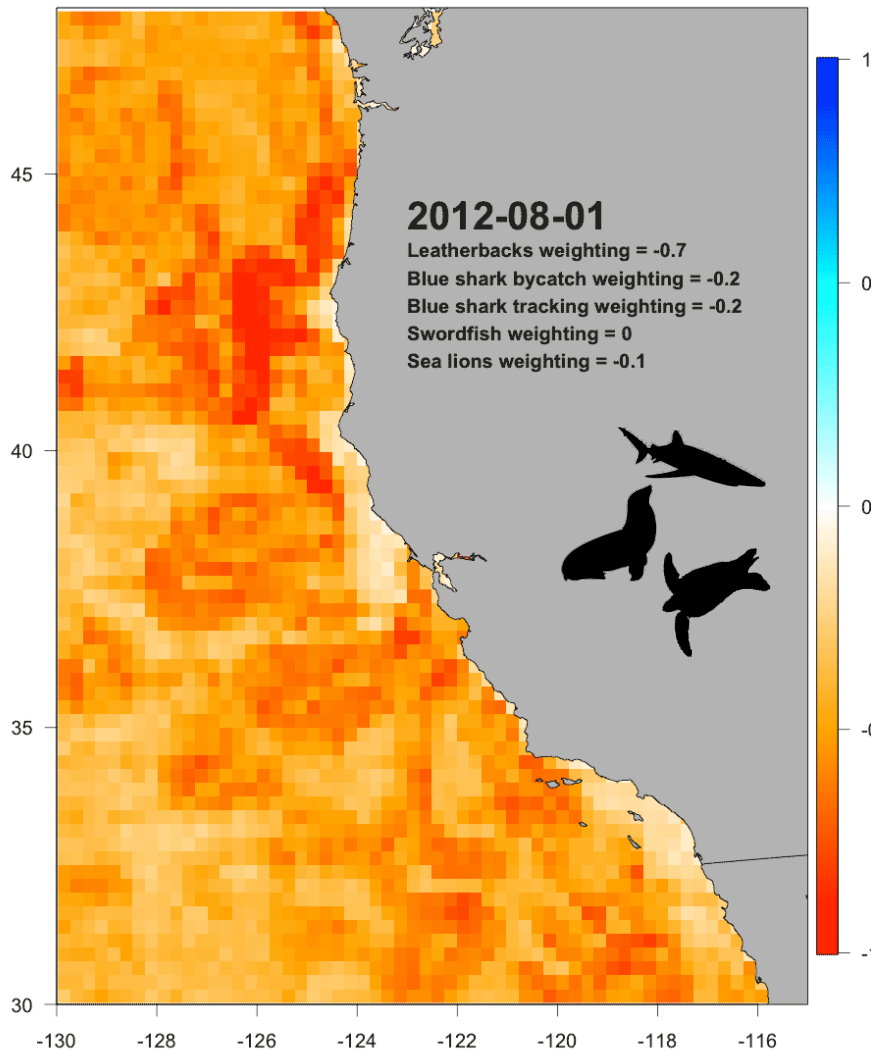 2012-08-01
Leatherbacks weighting = -0.7
Blue shark bycatch weighting = -0.2
Blue shark tracking weighting = -0.2
Swordfish weighting = 0
Sea lions weighting = -0.1
45
40
35
30
-130 -128 -126 -124 -122 -120 -118 -116
1
0
0
-0
-1